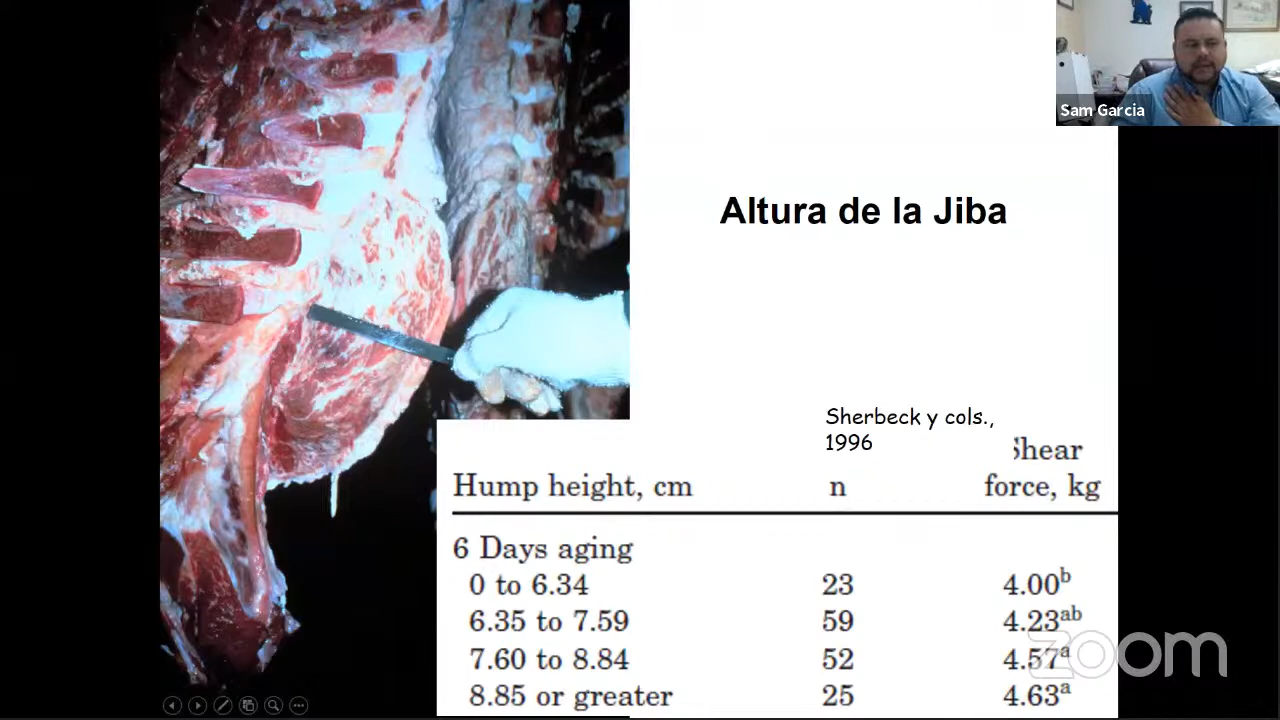 Sam Garcia
Altura de la Jiba
Sherbeck y cols.,
1996
Hump height, cm n Shear force, kg
6 Days aging
0 to 6.34 23 4.00ᵇ
6.35 to 7.59 59 4.23ᵃᵇ
7.60 to 8.84 52 4.57ᵃ
8.85 or greater 25 4.63ᵃ
zoom